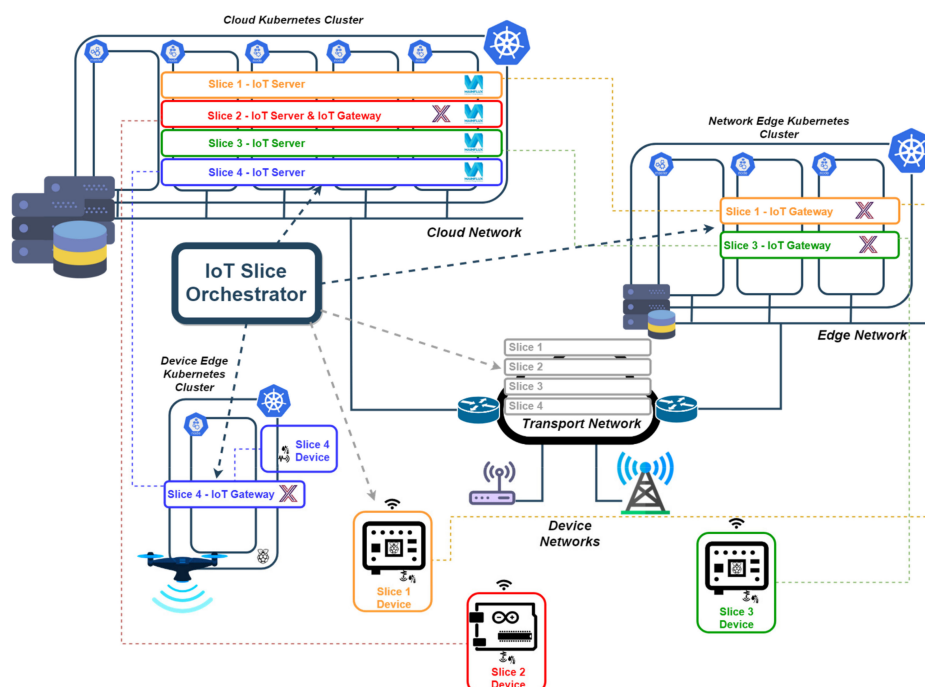 Cloud Kubernetes Cluster
Slice 1 - IoT Server
Slice 2 - IoT Server & IoT Gateway
Slice 3 - IoT Server
Slice 4 - IoT Server
Cloud Network
Network Edge Kubernetes
Cluster
Slice 1 - IoT Gateway
Slice 3 - IoT Gateway
Edge Network
IoT Slice
Orchestrator
Slice 1
Slice 2
Slice 3
Slice 4
Transport Network
Device Edge
Kubernetes
Cluster
Slice 4
Device
Slice 4 - IoT Gateway
Device
Networks
Slice 1
Device
Slice 2
Device
Slice 3
Device